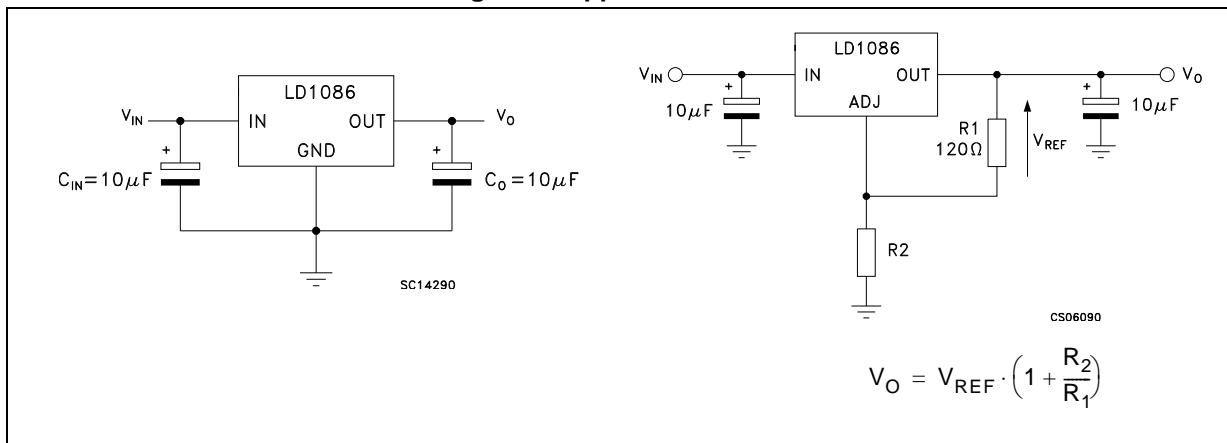 LD1086
V_IN
IN
OUT
V_O
GND
+
+
C_IN=10μF
C_O=10μF
SC14290
LD1086
V_IN
IN
OUT
V_O
ADJ
+
+
10μF
10μF
R1
120Ω
V_REF
R2
CS06090
V_O = V_REF · (1 + R_2/R_1)